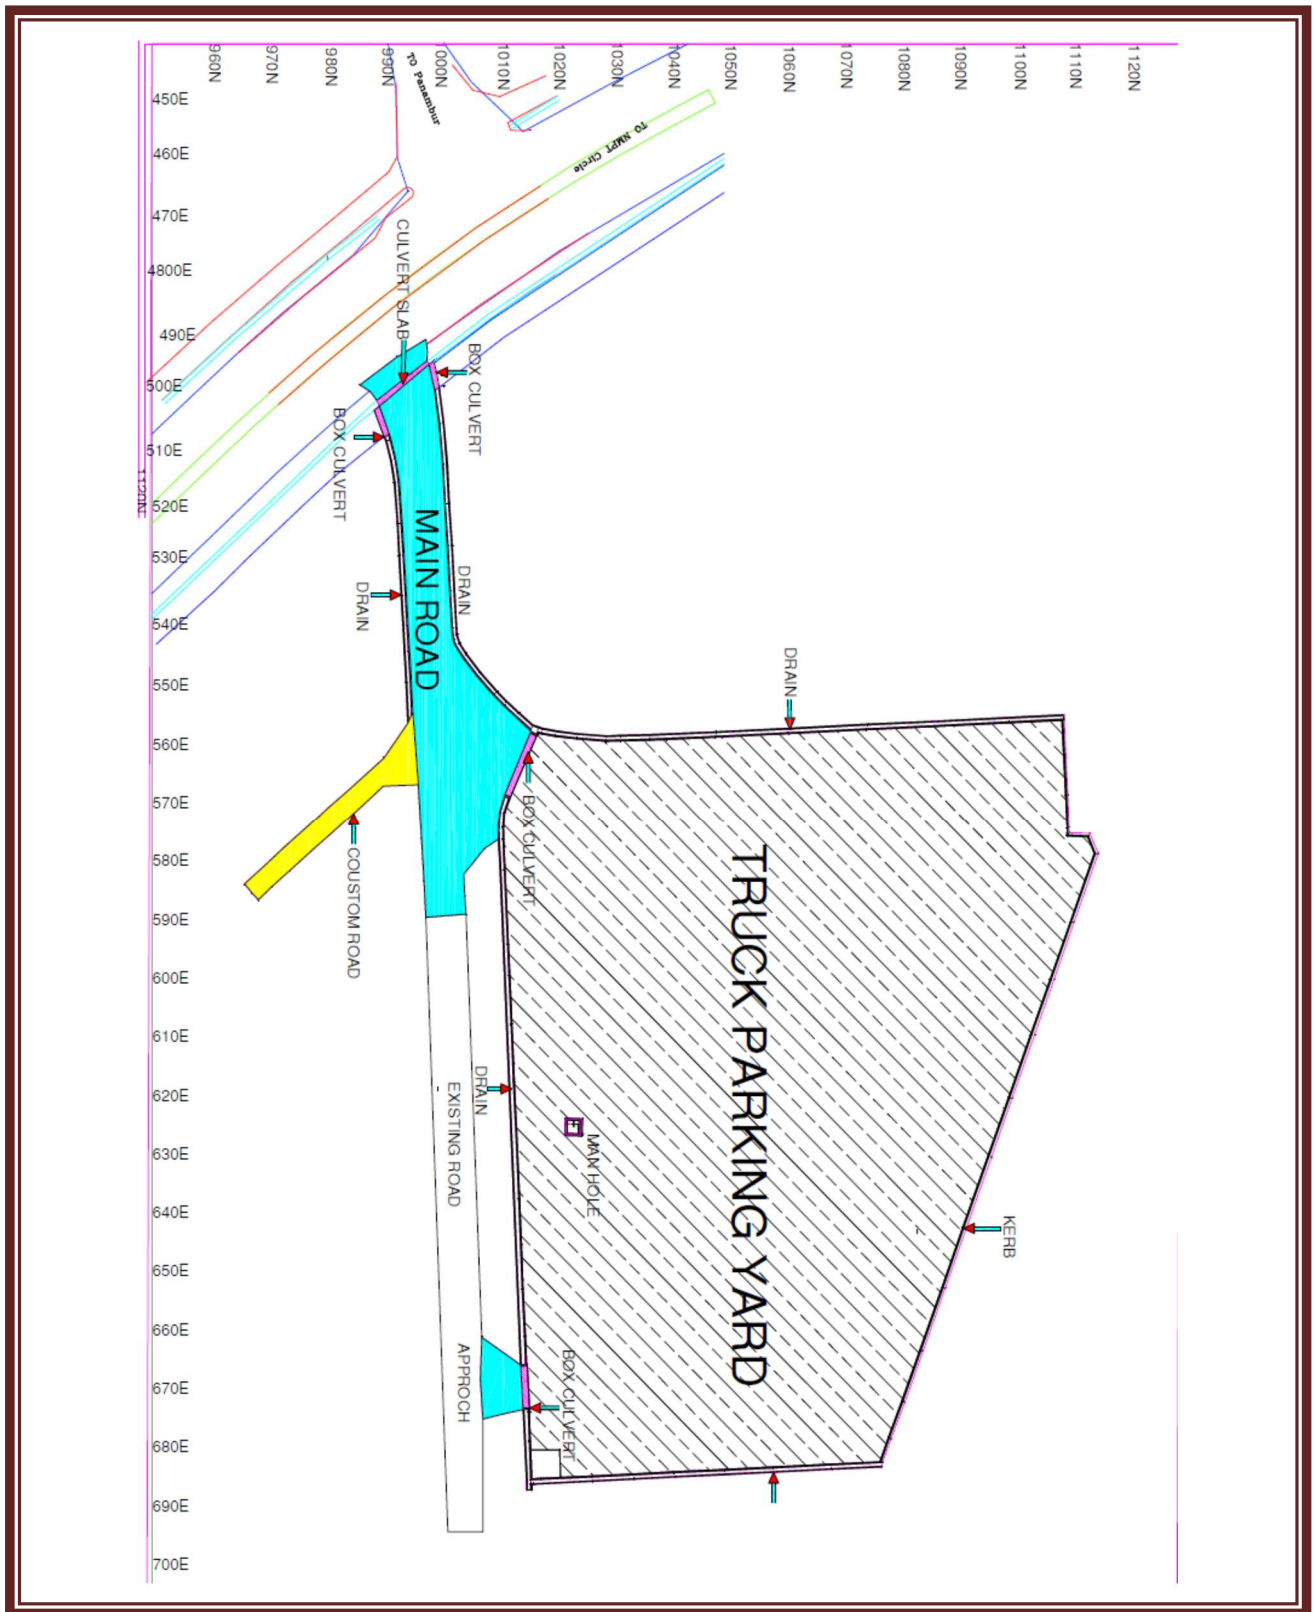 960N
970N
980N
990N
000N
1010N
1020N
1030N
1040N
1050N
1060N
1070N
1080N
1090N
1100N
1110N
1120N
TO Panambur
TO NMPT Circle
450E
460E
470E
4800E
490E
500E
510E
520E
530E
540E
550E
560E
570E
580E
590E
600E
610E
620E
630E
640E
650E
660E
670E
680E
690E
700E
1120N
CULVERT SLAB
BOX CULVERT
BOX CULVERT
MAIN ROAD
DRAIN
DRAIN
DRAIN
BOX CULVERT
COUSTOM ROAD
TRUCK PARKING YARD
DRAIN
EXISTING ROAD
MAN HOLE
KERB
APPROCH
BOX CULVERT